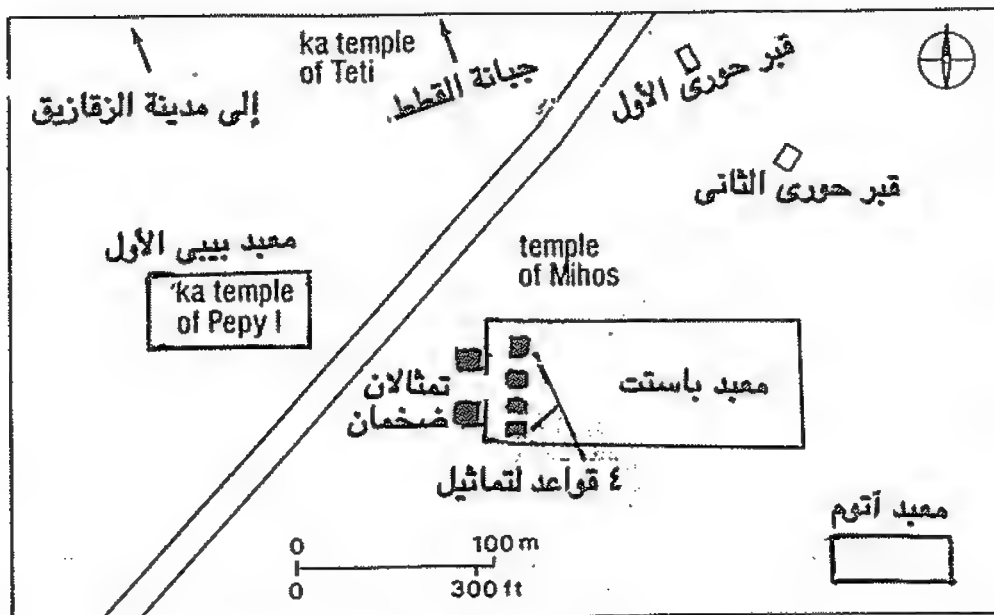 ka temple
of Teti
جبانة القطط
إلى مدينة الزقازيق
قبر حورى الأول
قبر حورى الثانى
معبد بيبى الأول
ka temple
of Pepy I
temple
of Mihos
تمثالان
ضخمان
معبد باستت
٤ قواعد لتماثيل
معبد آتوم
0 100 m
0 300 ft